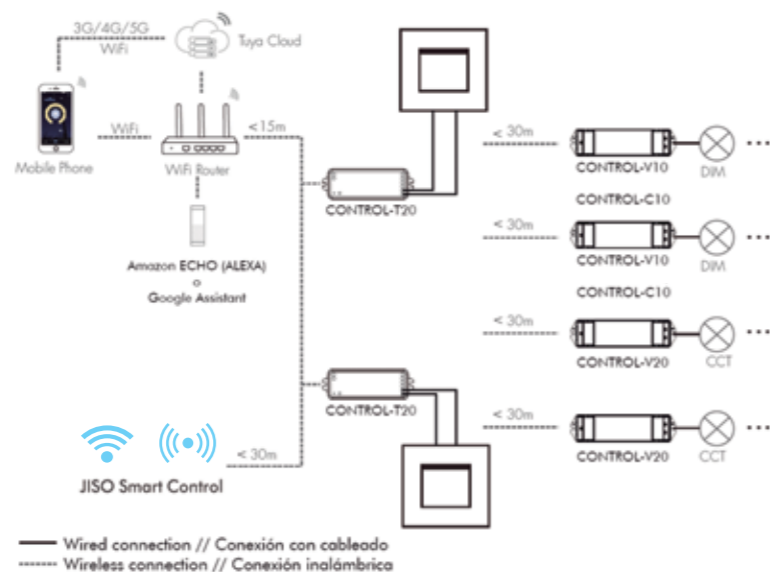 3G/4G/5G
WiFi
Tuya Cloud
WiFi
<15m
Mobile Phone
WiFi Router
Amazon ECHO (ALEXA)
o
Google Assistant
CONTROL-T20
< 30m
CONTROL-V10
DIM
CONTROL-C10
< 30m
CONTROL-V10
DIM
CONTROL-C10
< 30m
CONTROL-V20
CCT
CONTROL-T20
< 30m
CONTROL-V20
CCT
< 30m
JISO Smart Control
Wired connection // Conexión con cableado
Wireless connection // Conexión inalámbrica